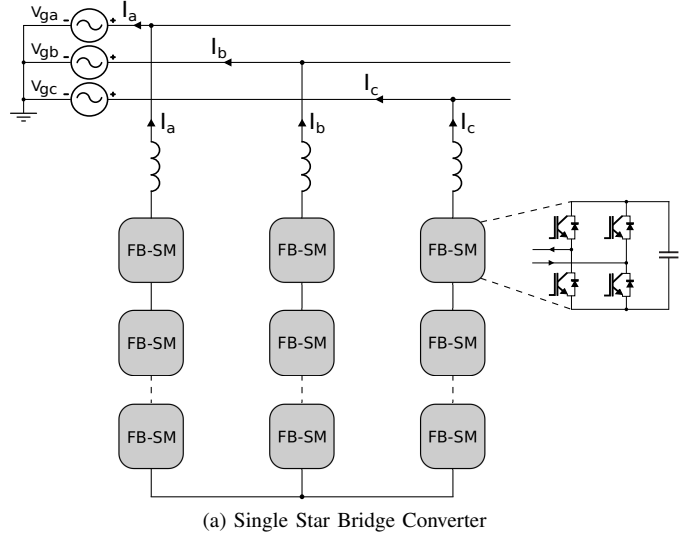 Vga - + Ia
Vgb - + Ib
Vgc - + Ic
Ia Ib Ic
FB-SM FB-SM FB-SM
FB-SM FB-SM FB-SM
FB-SM FB-SM FB-SM
(a) Single Star Bridge Converter